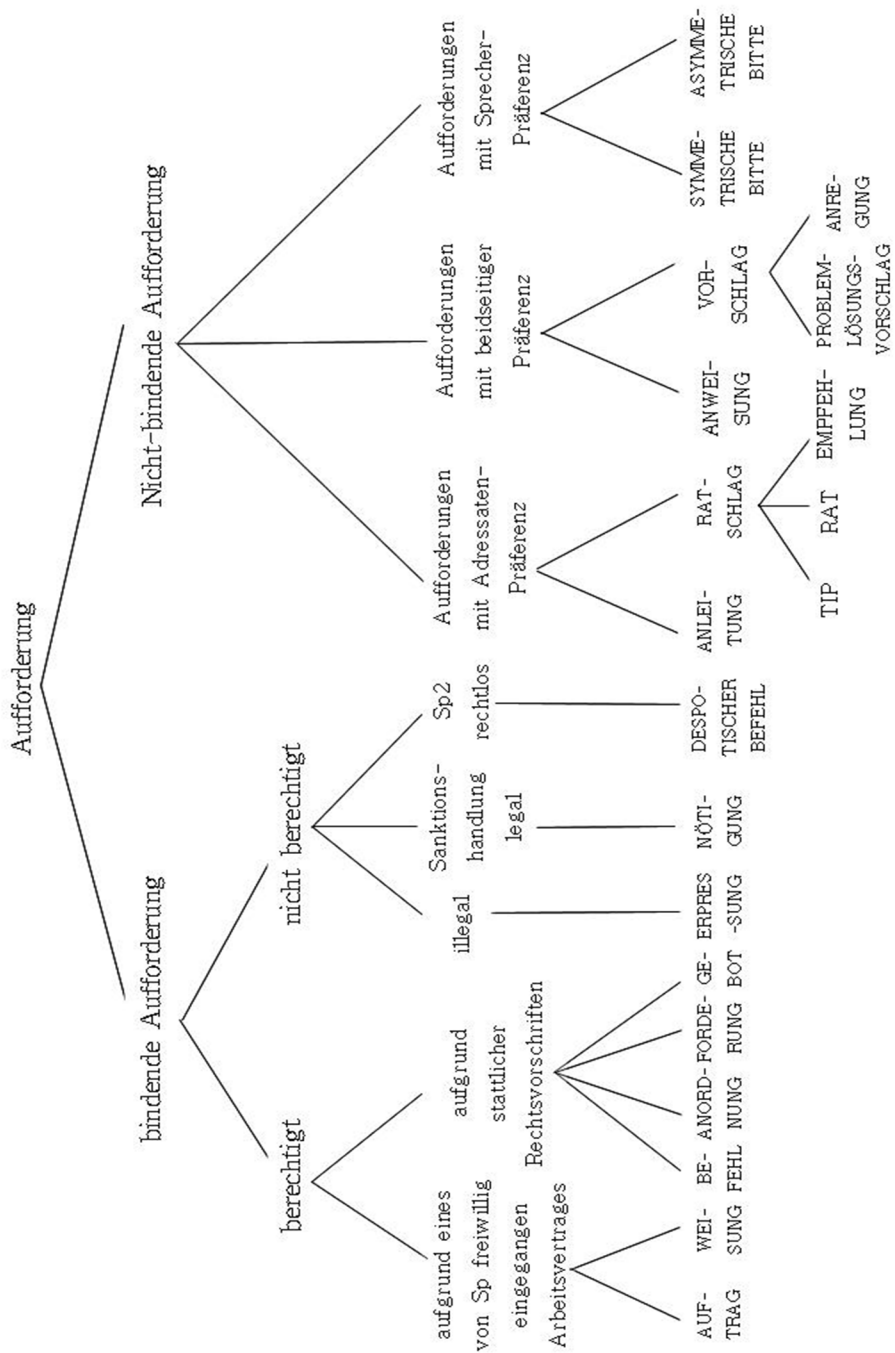 Aufforderung
bindende Aufforderung
Nicht-bindende Aufforderung
berechtigt
nicht berechtigt
aufgrund eines
von Sp freiwillig
eingegangen
Arbeitsvertrages
aufgrund
stattlicher
Rechtsvorschriften
illegal
Sanktions-
handlung
legal
Sp2
rechtlos
Aufforderungen
mit Adressaten-
Präferenz
Aufforderungen
mit beidseitiger
Präferenz
Aufforderungen
mit Sprecher-
Präferenz
AUF-
TRAG
WEI-
SUNG
BE-
FEHL
ANORD-
NUNG
FORDE-
RUNG
GE-
BOT
ERPRES
-SUNG
NÖTI-
GUNG
DESPO-
TISCHER
BEFEHL
ANLEI-
TUNG
RAT-
SCHLAG
ANWEI-
SUNG
VOR-
SCHLAG
SYMME-
TRISCHE
BITTE
ASYMME-
TRISCHE
BITTE
TIP
RAT
EMPFEH-
LUNG
PROBLEM-
LÖSUNGS-
VORSCHLAG
ANRE-
GUNG